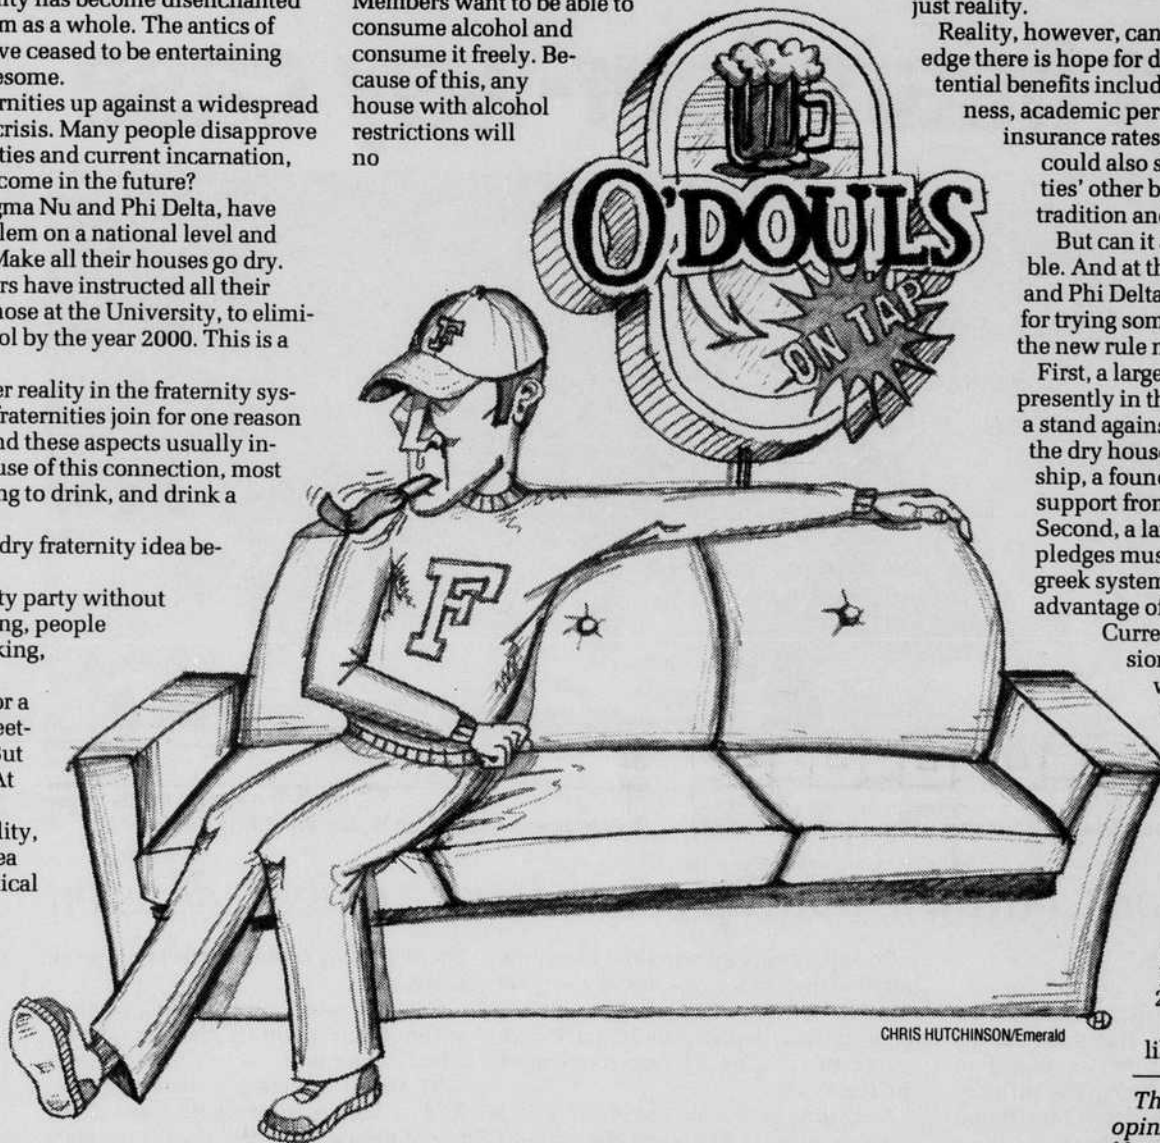 has become disenchanted
m as a whole. The antics of
ve ceased to be entertaining
esome.
rnities up against a widespread
crisis. Many people disapprove
ties and current incarnation,
come in the future?
gma Nu and Phi Delta, have
lem on a national level and
Make all their houses go dry.
rs have instructed all their
hose at the University, to elimi-
ol by the year 2000. This is a
er reality in the fraternity sys-
fraternities join for one reason
nd these aspects usually in-
use of this connection, most
ng to drink, and drink a
dry fraternity idea be-
ty party without
ng, people
king,
or a
eet-
But
At
lity,
ea
ical
Members want to be able to
consume alcohol and
consume it freely. Be-
cause of this, any
house with alcohol
restrictions will
no
O'DOULS
ON TAP
F
F
CHRIS HUTCHINSON/Emerald
H
just reality.
Reality, however, can
edge there is hope for d
tential benefits includ
ness, academic per
insurance rates
could also s
ties' other b
tradition and
But can it
ble. And at th
and Phi Delta
for trying som
the new rule n
First, a large
presently in th
a stand agains
the dry house
ship, a found
support from
Second, a la
pledges mus
greek system
advantage of
Curre
sion
w
2
li
Th
opin